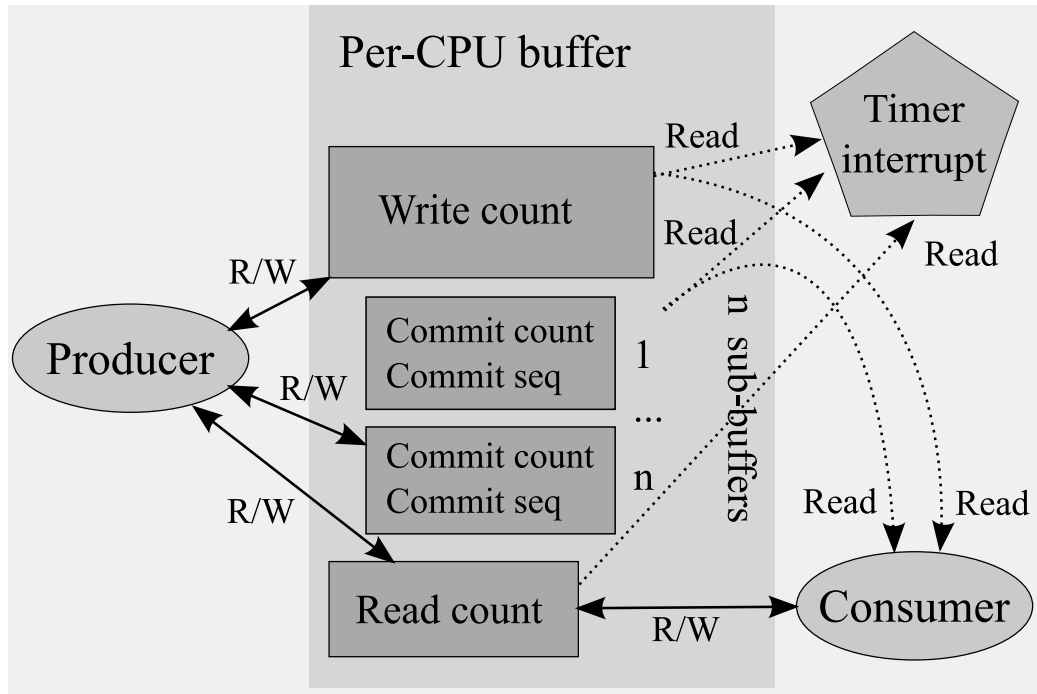 Per-CPU buffer
Timer
interrupt
Read
Write count
Read
Read
R/W
Producer
Commit count
Commit seq
1
n sub-buffers
R/W
...
Commit count
Commit seq
n
R/W
Read
Read
Read count
R/W
Consumer